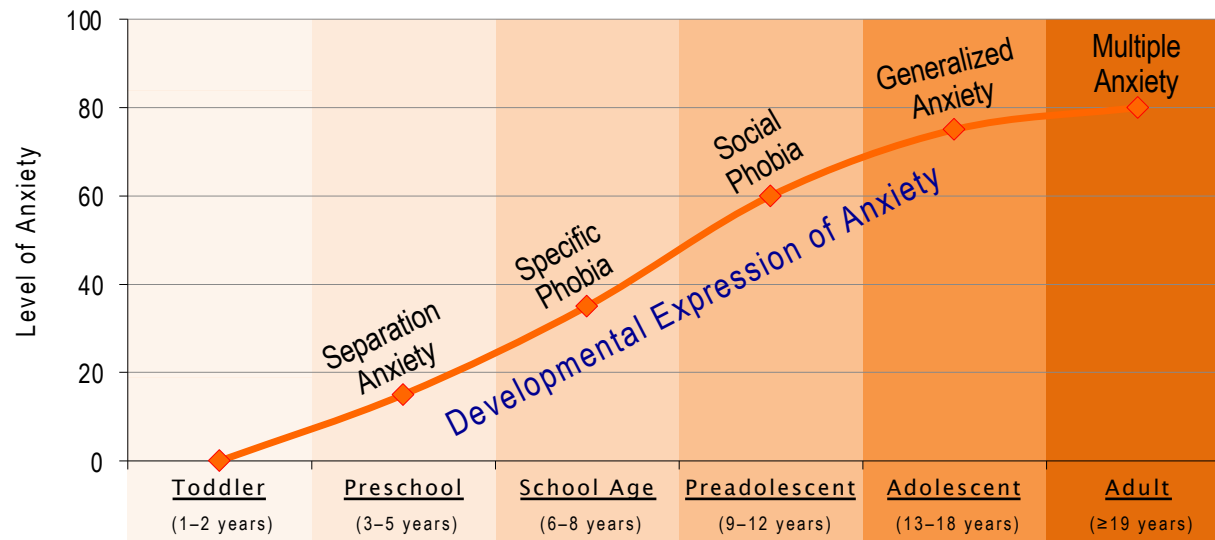 100
80
60
40
20
0
Level of Anxiety
Separation
Anxiety
Specific
Phobia
Social
Phobia
Generalized
Anxiety
Multiple
Anxiety
Developmental Expression of Anxiety
Toddler
(1–2 years)
Preschool
(3–5 years)
School Age
(6–8 years)
Preadolescent
(9–12 years)
Adolescent
(13–18 years)
Adult
(≥19 years)